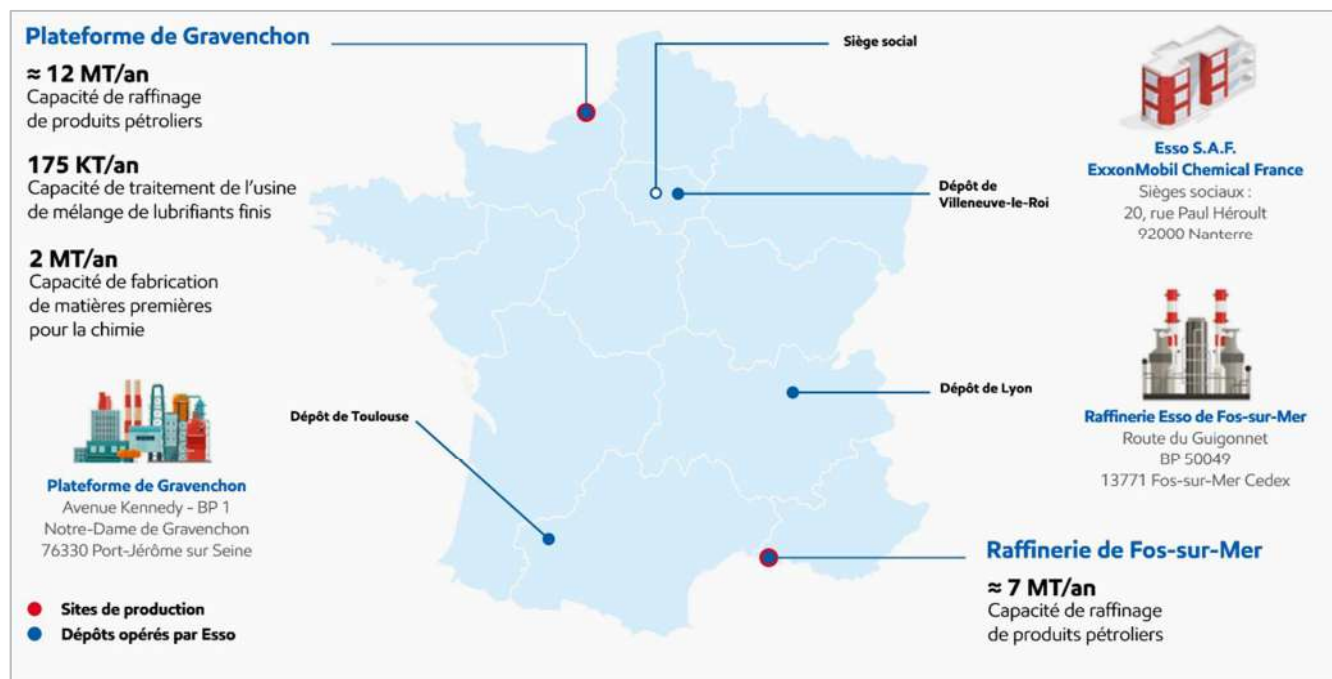 Plateforme de Gravenchon
≈ 12 MT/an
Capacité de raffinage
de produits pétroliers
175 KT/an
Capacité de traitement de l'usine
de mélange de lubrifiants finis
2 MT/an
Capacité de fabrication
de matières premières
pour la chimie
Plateforme de Gravenchon
Avenue Kennedy - BP 1
Notre-Dame de Gravenchon
76330 Port-Jérôme sur Seine
Sites de production
Dépôts opérés par Esso
Siège social
Dépôt de
Villeneuve-le-Roi
Dépôt de Lyon
Dépôt de Toulouse
Esso S.A.F.
ExxonMobil Chemical France
Sièges sociaux :
20, rue Paul Héroult
92000 Nanterre
Raffinerie Esso de Fos-sur-Mer
Route du Guigonnet
BP 50049
13771 Fos-sur-Mer Cedex
Raffinerie de Fos-sur-Mer
≈ 7 MT/an
Capacité de raffinage
de produits pétroliers